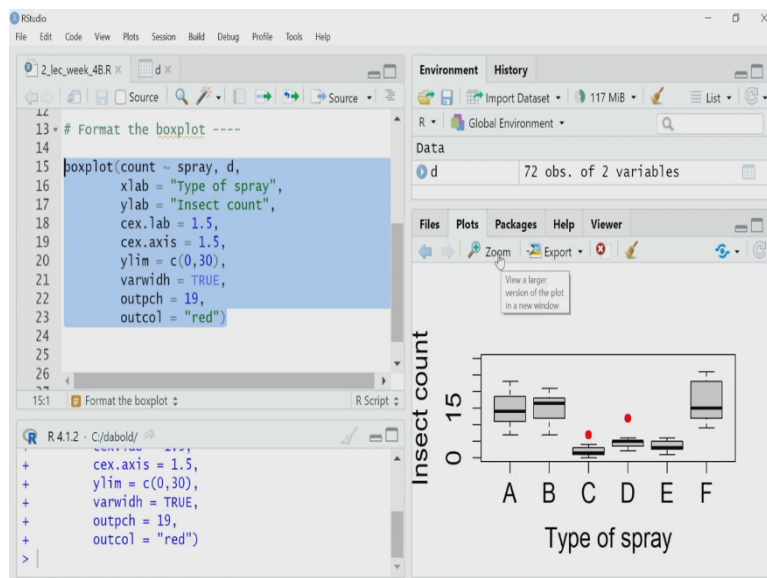 RStudio
File Edit Code View Plots Session Build Debug Profile Tools Help
2_lec_week_4B.R × d ×
Source Source
12
13 # Format the boxplot ----
14
15 boxplot(count ~ spray, d,
16 xlab = "Type of spray",
17 ylab = "Insect count",
18 cex.lab = 1.5,
19 cex.axis = 1.5,
20 ylim = c(0,30),
21 varwidh = TRUE,
22 outpch = 19,
23 outcol = "red")
24
25
26
27
15:1 # Format the boxplot R Script
R 4.1.2 · C:/dabold/
+ cex.lab = 1.5,
+ cex.axis = 1.5,
+ ylim = c(0,30),
+ varwidh = TRUE,
+ outpch = 19,
+ outcol = "red")
>
Environment History
Import Dataset 117 MiB List
R Global Environment
Data
d 72 obs. of 2 variables
Files Plots Packages Help Viewer
Zoom Export
View a larger
version of the plot
in a new window
Insect count
15
0
A B C D E F
Type of spray